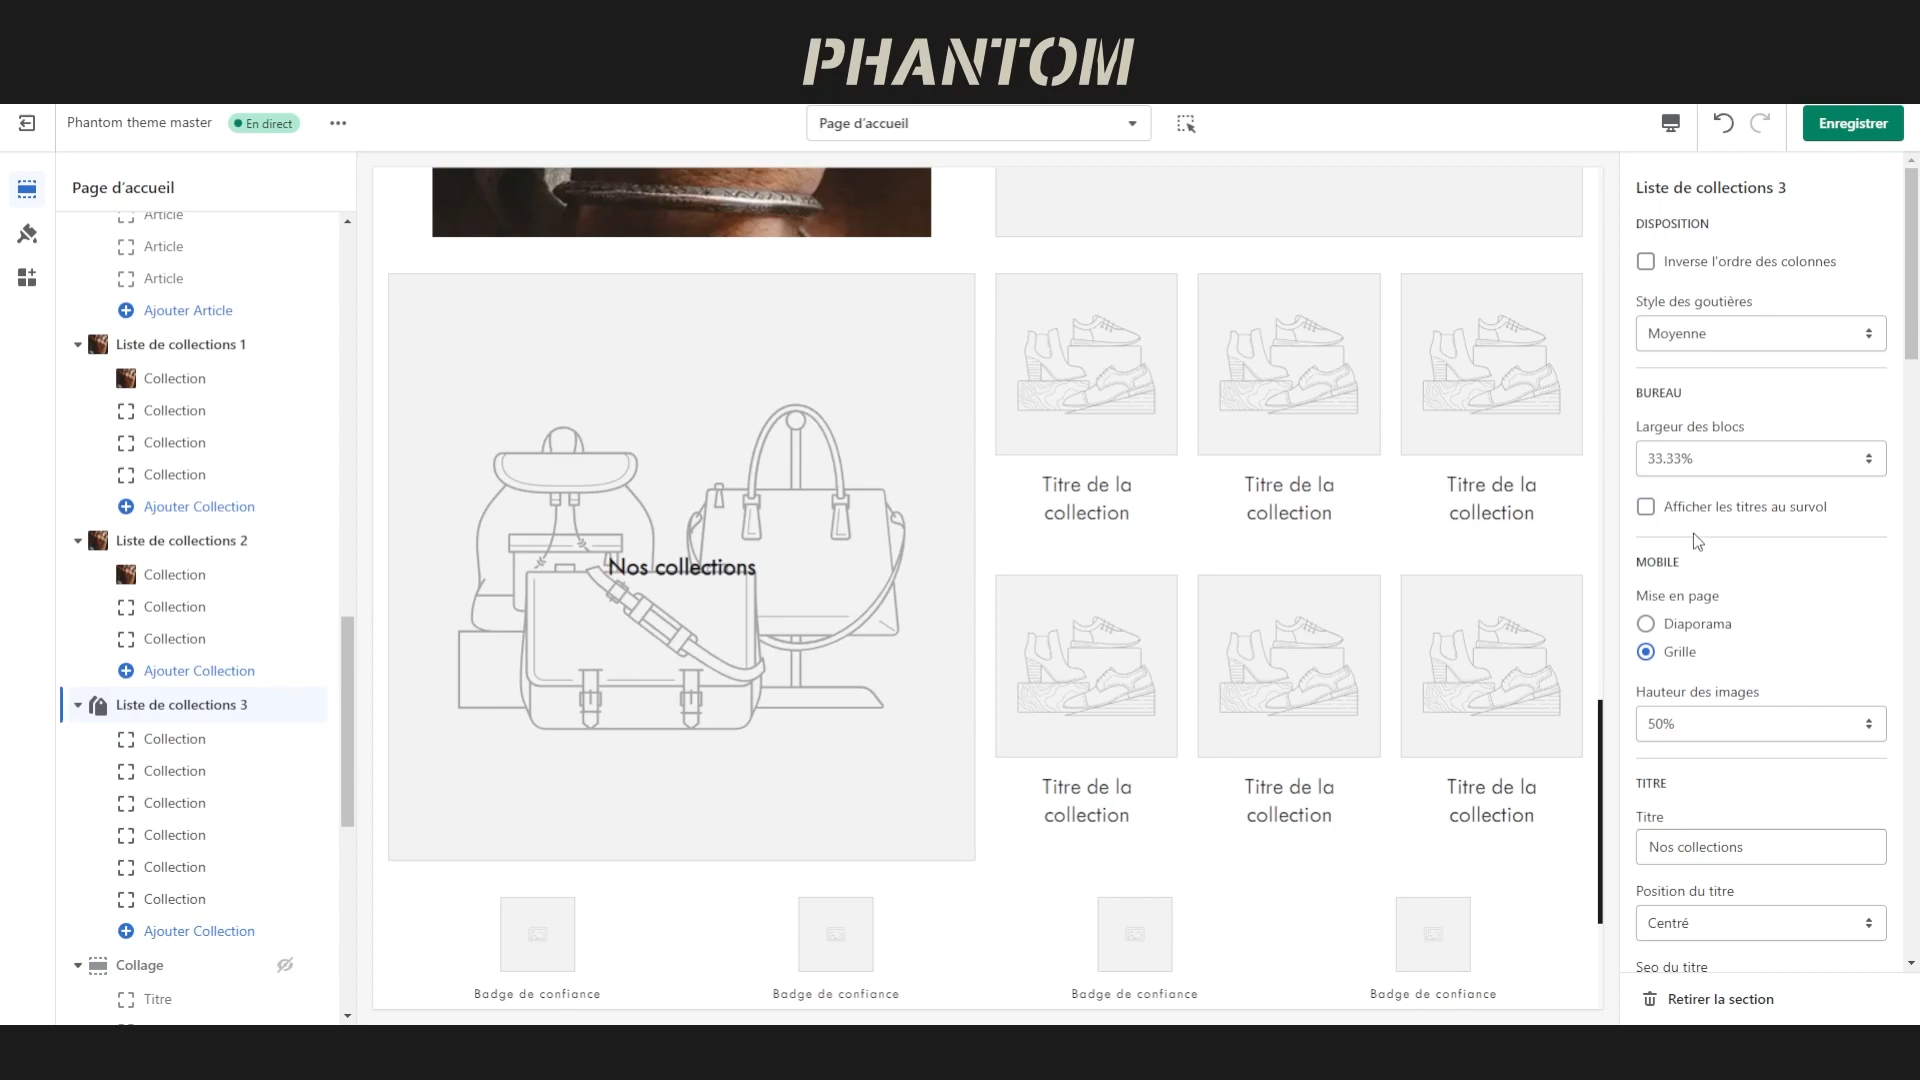 PHANTOM
Phantom theme master
En direct
Page d’accueil
Enregistrer
Page d’accueil
Article
Article
Article
Ajouter Article
Liste de collections 1
Collection
Collection
Collection
Collection
Ajouter Collection
Liste de collections 2
Collection
Collection
Collection
Ajouter Collection
Liste de collections 3
Collection
Collection
Collection
Collection
Collection
Collection
Ajouter Collection
Collage
Titre
Nos collections
Titre de la
collection
Titre de la
collection
Titre de la
collection
Titre de la
collection
Titre de la
collection
Titre de la
collection
Badge de confiance
Badge de confiance
Badge de confiance
Badge de confiance
Liste de collections 3
DISPOSITION
Inverse l'ordre des colonnes
Style des goutières
Moyenne
BUREAU
Largeur des blocs
33.33%
Afficher les titres au survol
MOBILE
Mise en page
Diaporama
Grille
Hauteur des images
50%
TITRE
Titre
Nos collections
Position du titre
Centré
Seo du titre
Retirer la section